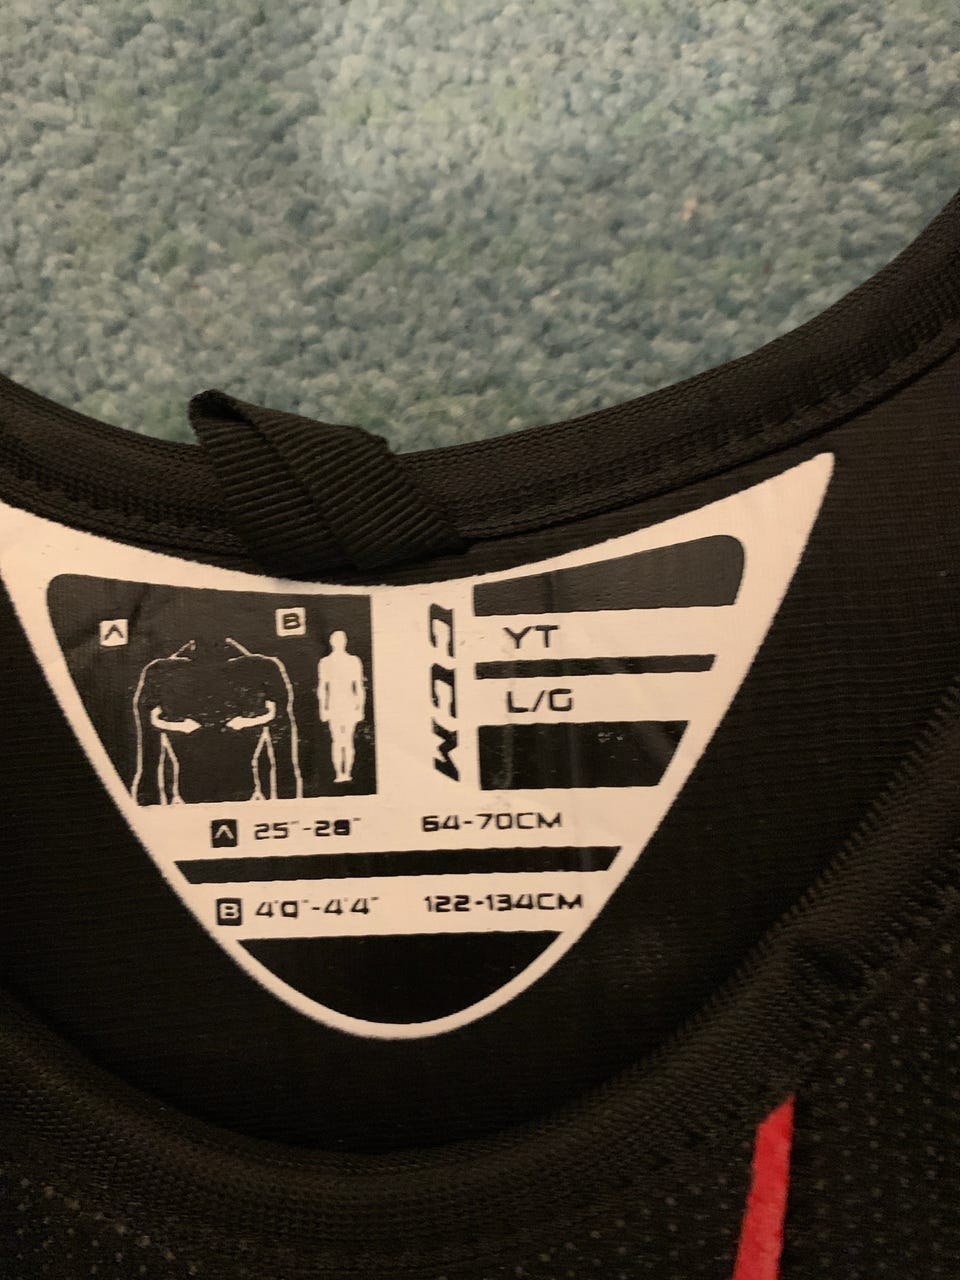 A
B
CCM
YT
L/G
A 25"-28" 64-70CM
B 4'0"-4'4" 122-134CM